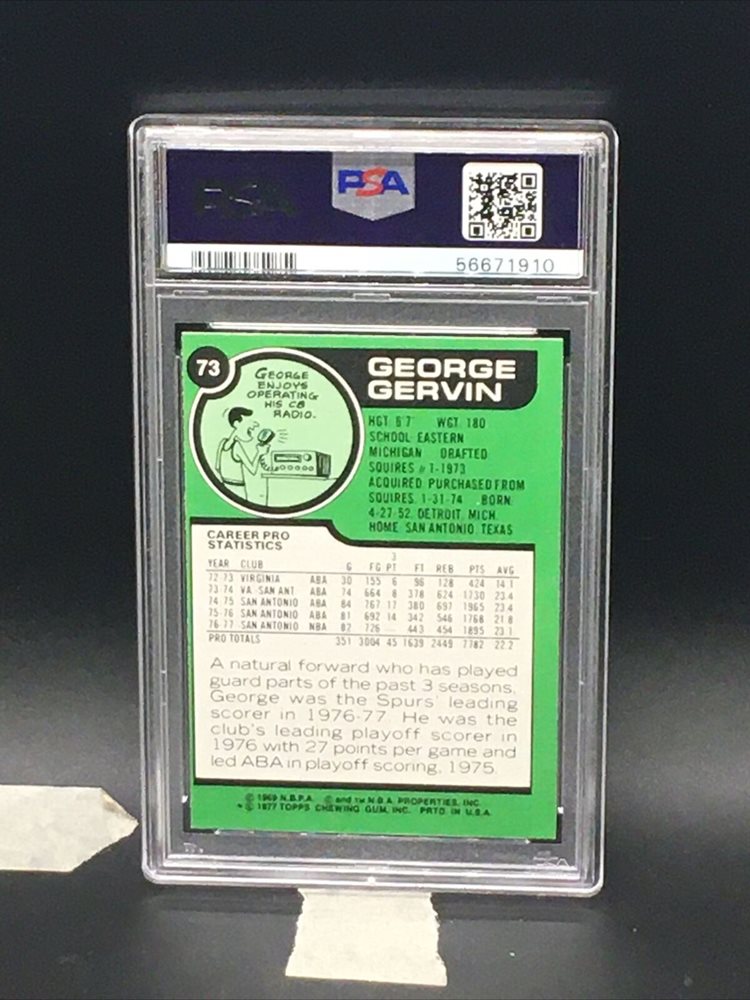 PSA
56671910
73
GEORGE
ENJOYS
OPERATING
HIS CB
RADIO.
GEORGE
GERVIN
HGT: 6'7" WGT: 180
SCHOOL: EASTERN
MICHIGAN DRAFTED:
SQUIRES #1-1973
ACQUIRED: PURCHASED FROM
SQUIRES, 1-31-74 BORN:
4-27-52, DETROIT, MICH.
HOME: SAN ANTONIO, TEXAS
CAREER PRO
STATISTICS
YEAR CLUB G FG 3 PT FT REB PTS AVG
72-73 VIRGINIA ABA 30 155 6 96 128 424 14.1
73-74 VA. SAN ANT ABA 74 664 8 378 624 1730 23.4
74-75 SAN ANTONIO ABA 84 767 17 380 697 1965 23.4
75-76 SAN ANTONIO ABA 81 692 14 342 546 1768 21.8
76-77 SAN ANTONIO NBA 82 726 — 443 454 1895 23.1
PRO TOTALS 351 3004 45 1639 2449 7782 22.2
A natural forward who has played
guard parts of the past 3 seasons,
George was the Spurs' leading
scorer in 1976-77. He was the
club's leading playoff scorer in
1976 with 27 points per game and
led ABA in playoff scoring, 1975.
© 1969 N.B.P.A. © and TM N.B.A. PROPERTIES, INC.
* © 1977 TOPPS CHEWING GUM, INC. PRTD. IN U.S.A.